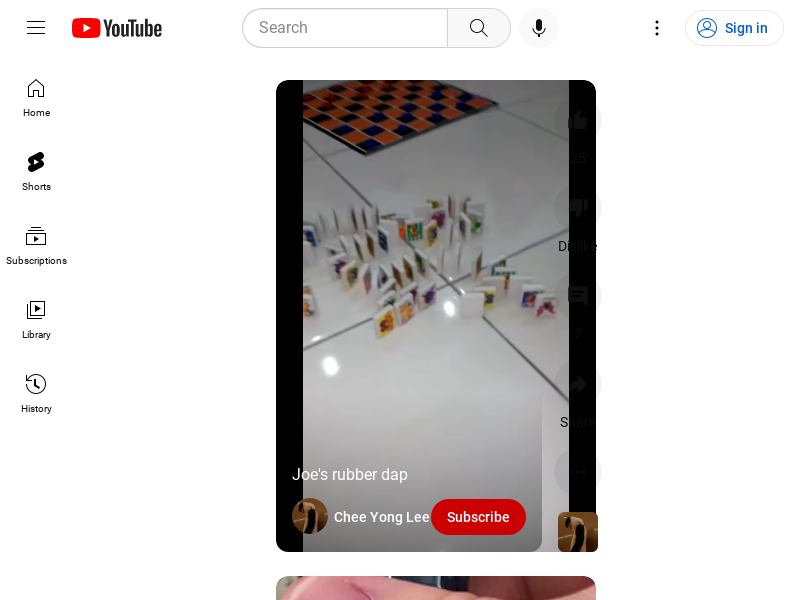 YouTube
Search
Sign in
Home
Shorts
Subscriptions
Library
History
25
Dislike
7
Share
Joe's rubber dap
Chee Yong Lee
Subscribe